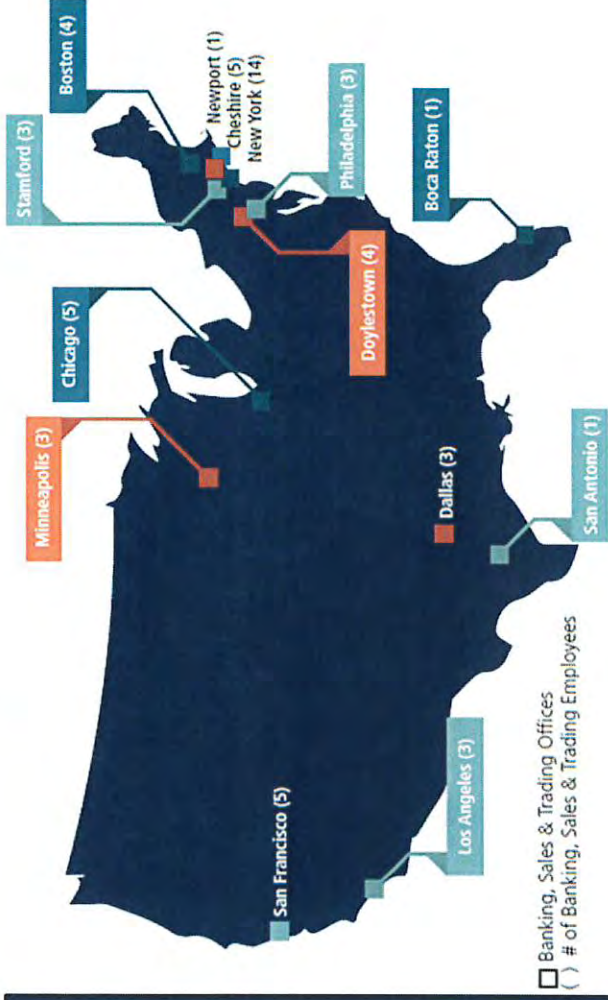 Stamford (3)
Boston (4)
Newport (1)
Cheshire (5)
New York (14)
Philadelphia (3)
Chicago (5)
Minneapolis (3)
Doylestown (4)
Boca Raton (1)
Dallas (3)
San Antonio (1)
San Francisco (5)
Los Angeles (3)
Banking, Sales & Trading Offices
( ) # of Banking, Sales & Trading Employees